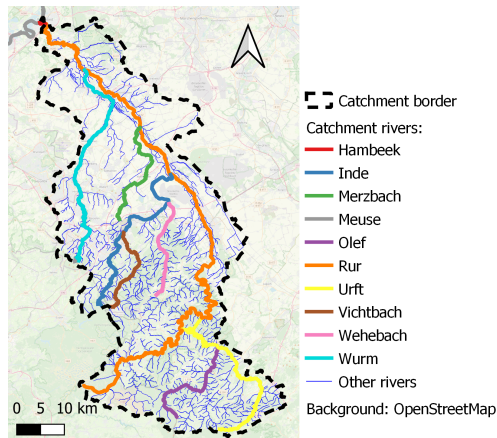 Catchment border
Catchment rivers:
Hambeek
Inde
Merzbach
Meuse
Olef
Rur
Urft
Vichtbach
Wehebach
Wurm
Other rivers
Background: OpenStreetMap
0 5 10 km